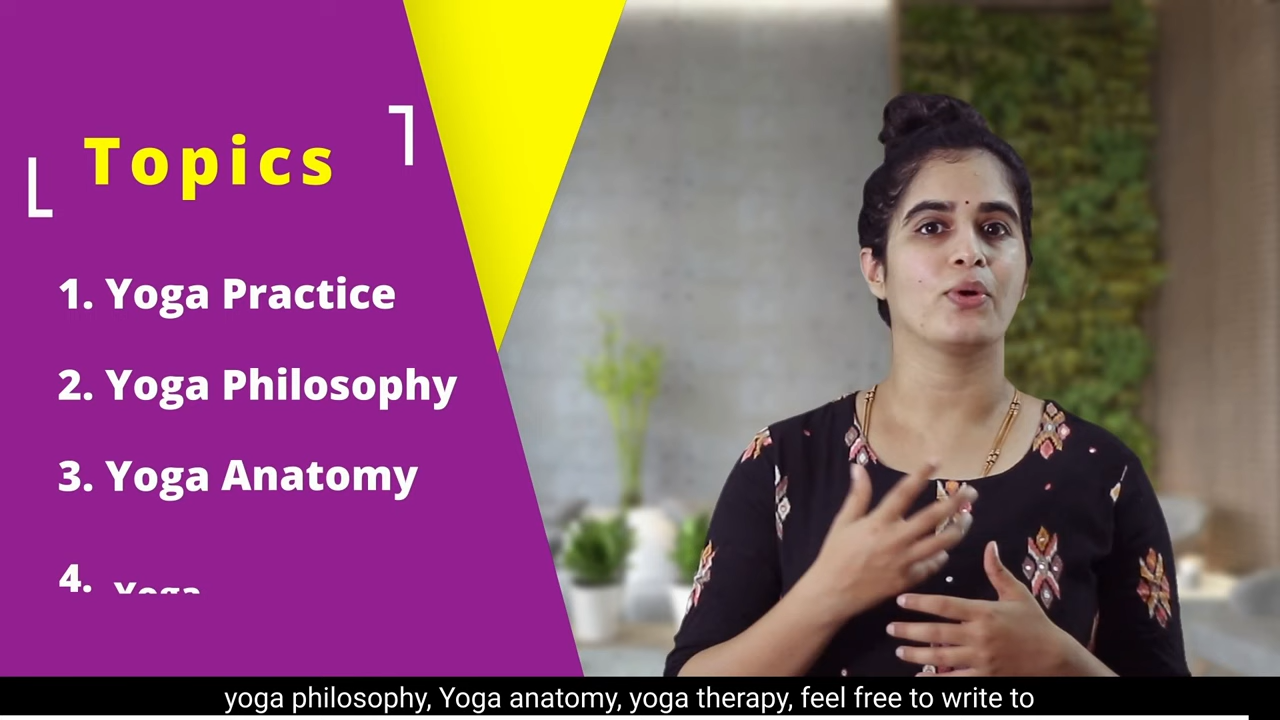 Topics
1. Yoga Practice
2. Yoga Philosophy
3. Yoga Anatomy
4. Yoga
yoga philosophy, Yoga anatomy, yoga therapy, feel free to write to